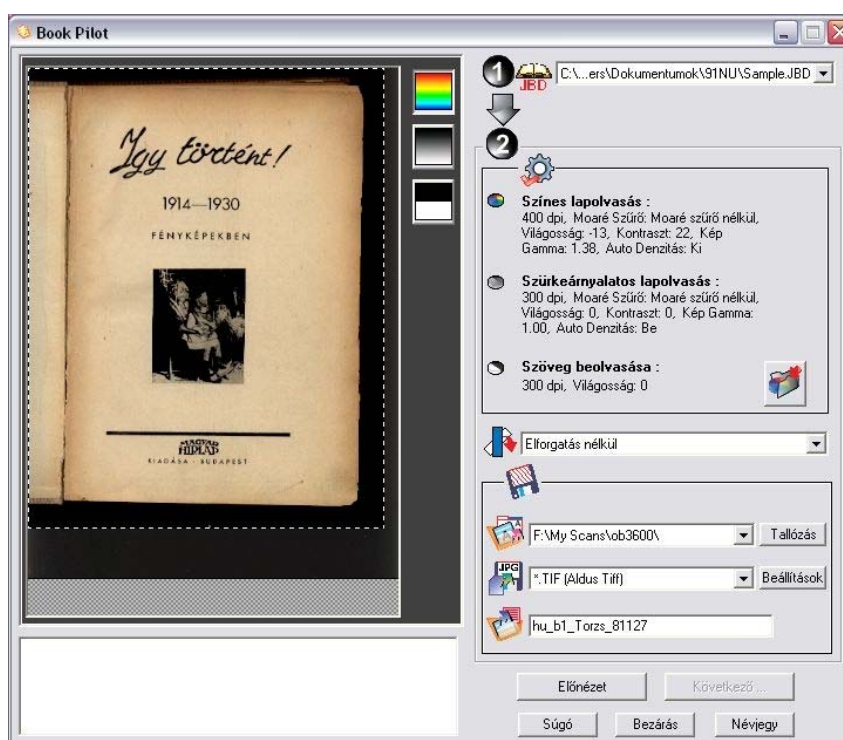 Book Pilot
Így történt!
1914—1930
FÉNYKÉPEKBEN
MAGYAR
HIRLAP
KIADÁSA - BUDAPEST
1
JBD
C:\...ers\Dokumentumok\91NU\Sample.JBD
2
Színes lapolvasás :
400 dpi, Moaré Szűrő: Moaré szűrő nélkül,
Világosság: -13, Kontraszt: 22, Kép
Gamma: 1.38, Auto Denzitás: Ki
Szürkeárnyalatos lapolvasás :
300 dpi, Moaré Szűrő: Moaré szűrő nélkül,
Világosság: 0, Kontraszt: 0, Kép Gamma:
1.00, Auto Denzitás: Be
Szöveg beolvasása :
300 dpi, Világosság: 0
Elforgatás nélkül
F:\My Scans\ob3600\
Tallózás
JPG
*.TIF (Aldus Tiff)
Beállítások
hu_b1_Torzs_81127
Előnézet
Következő ...
Súgó
Bezárás
Névjegy